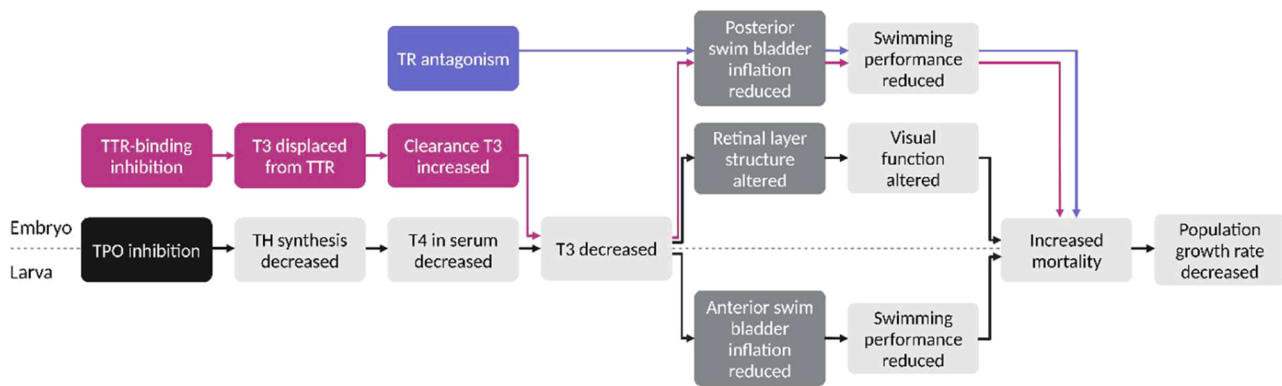 TR antagonism
Posterior
swim bladder
inflation
reduced
Swimming
performance
reduced
TTR-binding
inhibition
T3 displaced
from TTR
Clearance T3
increased
Retinal layer
structure
altered
Visual
function
altered
Embryo
Larva
TPO inhibition
TH synthesis
decreased
T4 in serum
decreased
T3 decreased
Increased
mortality
Population
growth rate
decreased
Anterior swim
bladder
inflation
reduced
Swimming
performance
reduced